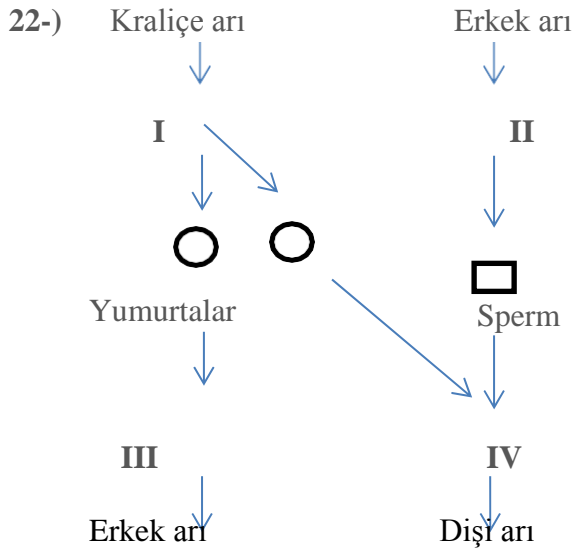 22-) Kraliçe arı Erkek arı
I II
Yumurtalar Sperm
III IV
Erkek arı Dişi arı